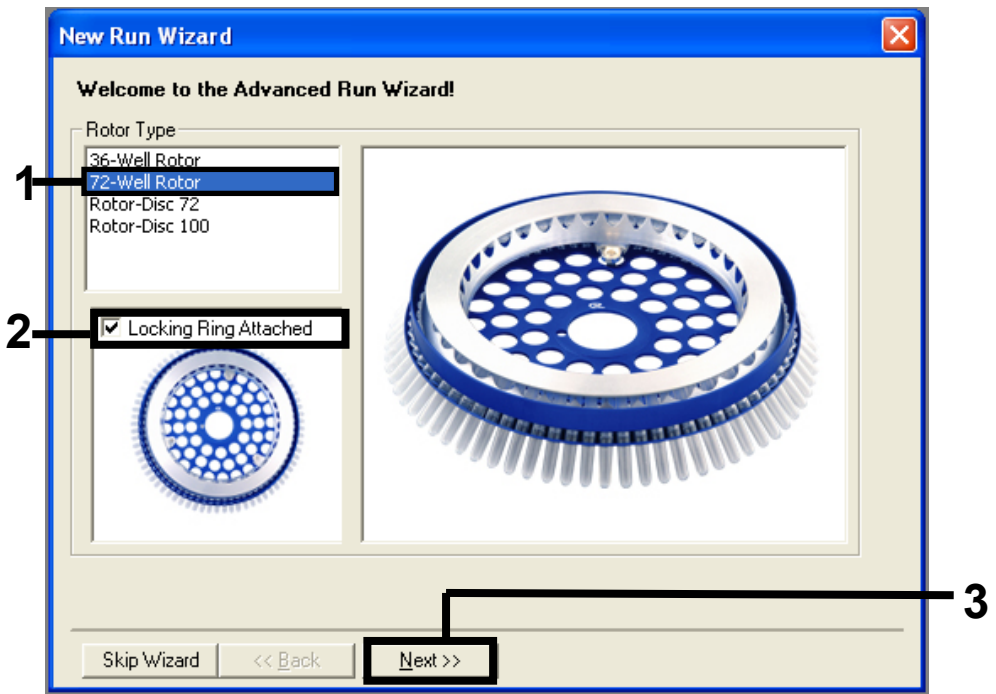 New Run Wizard
Welcome to the Advanced Run Wizard!
Rotor Type
36-Well Rotor
1
72-Well Rotor
Rotor-Disc 72
Rotor-Disc 100
2
Locking Ring Attached
3
Skip Wizard
<< Back
Next >>